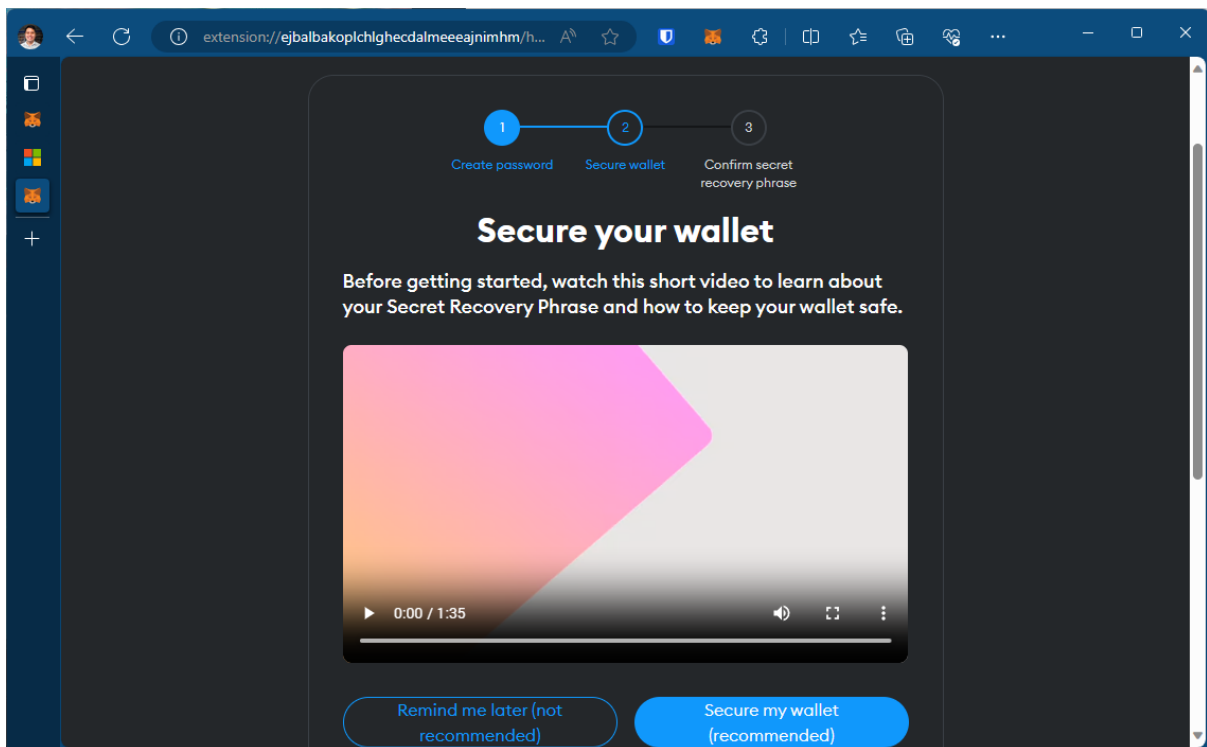 extension://ejbalbakoplchlghecdalmeeeajnimhm/h...
1
2
3
Create password
Secure wallet
Confirm secret
recovery phrase
Secure your wallet
Before getting started, watch this short video to learn about
your Secret Recovery Phrase and how to keep your wallet safe.
0:00 / 1:35
Remind me later (not
recommended)
Secure my wallet
(recommended)